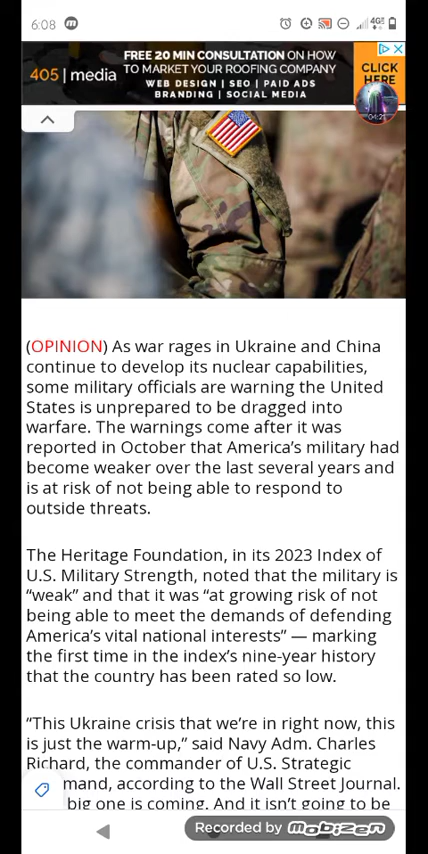 6:08
4G
FREE 20 MIN CONSULTATION ON HOW
TO MARKET YOUR ROOFING COMPANY
405 | media
WEB DESIGN | SEO | PAID ADS
BRANDING | SOCIAL MEDIA
CLICK
HERE
04:21
(OPINION) As war rages in Ukraine and China
continue to develop its nuclear capabilities,
some military officials are warning the United
States is unprepared to be dragged into
warfare. The warnings come after it was
reported in October that America’s military had
become weaker over the last several years and
is at risk of not being able to respond to
outside threats.
The Heritage Foundation, in its 2023 Index of
U.S. Military Strength, noted that the military is
“weak” and that it was “at growing risk of not
being able to meet the demands of defending
America’s vital national interests” — marking
the first time in the index’s nine-year history
that the country has been rated so low.
“This Ukraine crisis that we’re in right now, this
is just the warm-up,” said Navy Adm. Charles
Richard, the commander of U.S. Strategic
mand, according to the Wall Street Journal.
big one is coming. And it isn’t going to be
Recorded by mobizen